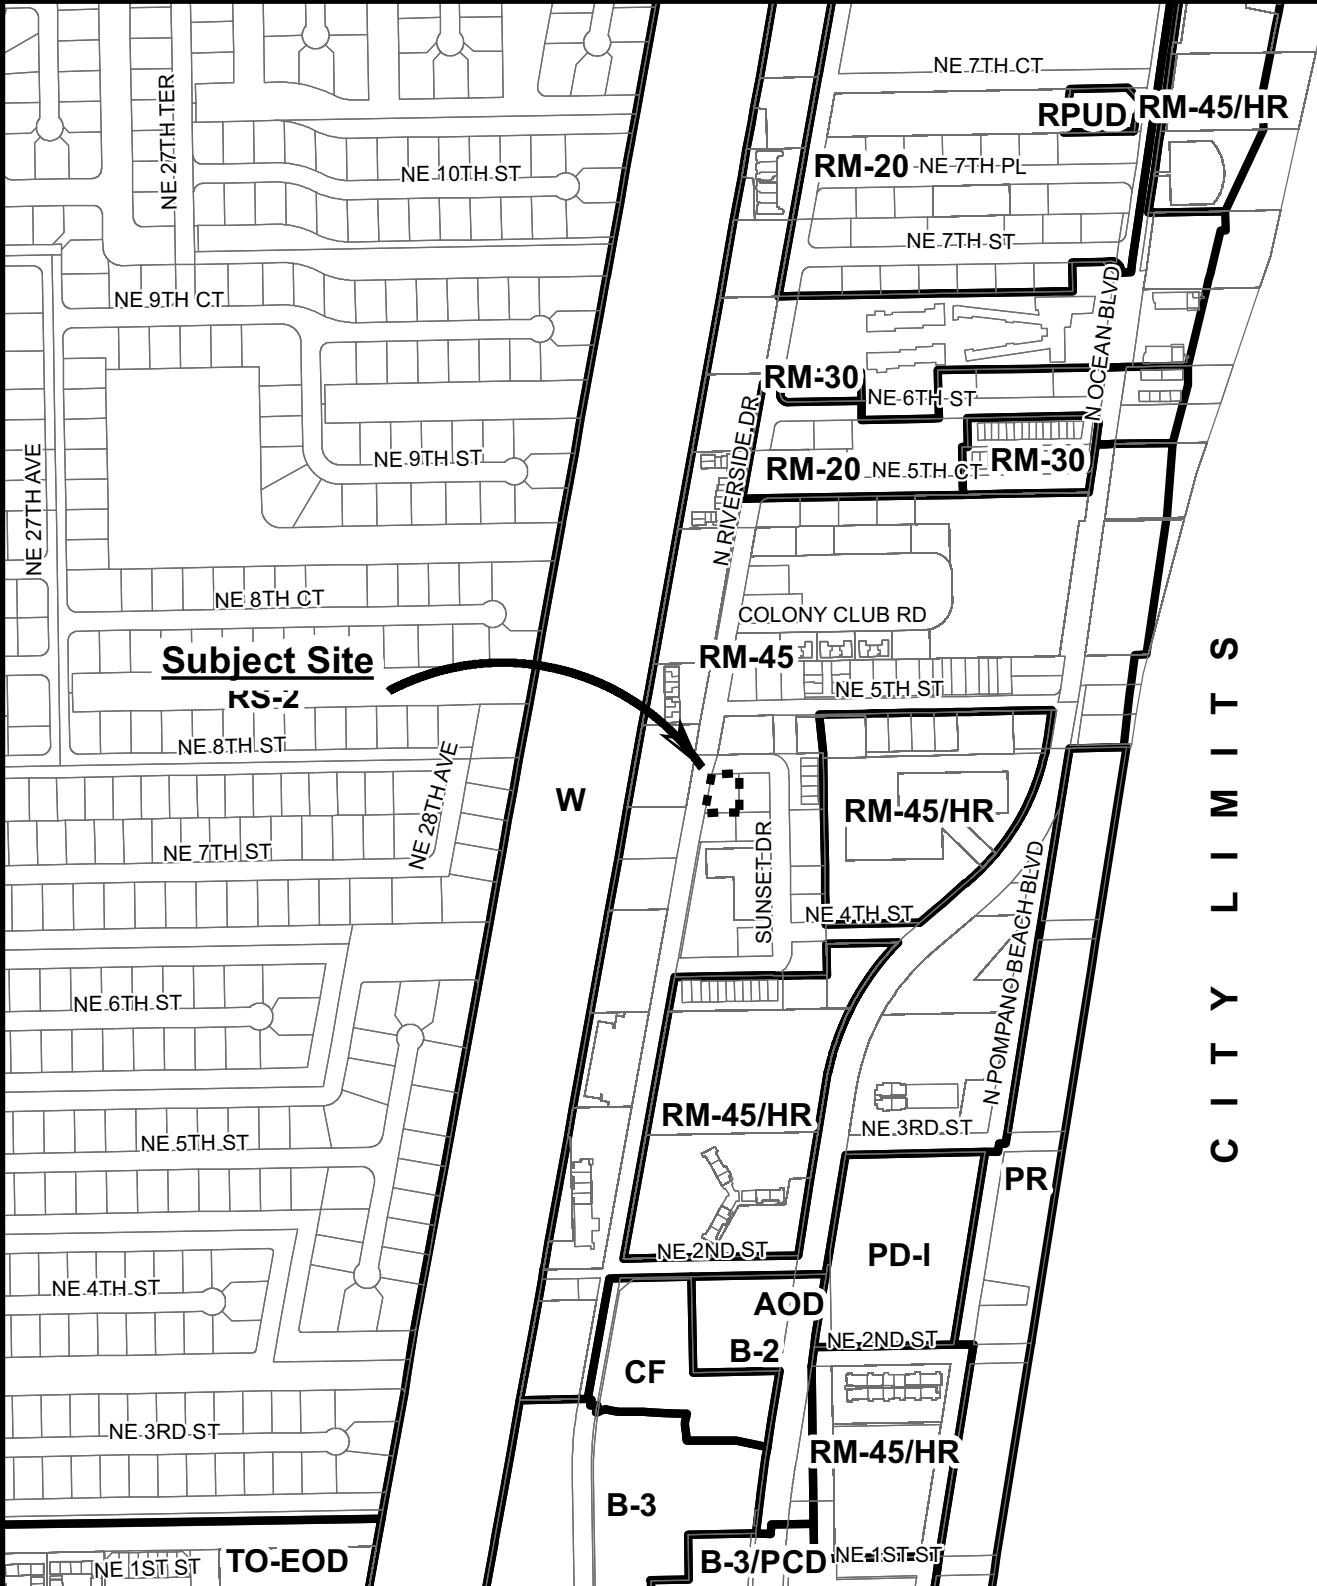 NE 7TH CT
NE 27TH TER
RPUD
RM-45/HR
RM-20
NE 7TH PL
NE 10TH ST
NE 7TH ST
NE 9TH CT
N OCEAN BLVD
RM-30
NE 6TH ST
N RIVERSIDE DR
NE 9TH ST
RM-20
NE 5TH CT
RM-30
NE 27TH AVE
NE 8TH CT
COLONY CLUB RD
Subject Site
RS-2
RM-45
NE 5TH ST
NE 8TH ST
NE 28TH AVE
W
RM-45/HR
CITY LIMITS
NE 7TH ST
SUNSET DR
N POMPANO BEACH BLVD
NE 4TH ST
NE 6TH ST
RM-45/HR
NE 3RD ST
NE 5TH ST
PR
NE 2ND ST
PD-I
NE 4TH ST
AOD
NE 2ND ST
B-2
CF
NE 3RD ST
RM-45/HR
B-3
NE 1ST ST
TO-EOD
B-3/PCD
NE 1ST ST